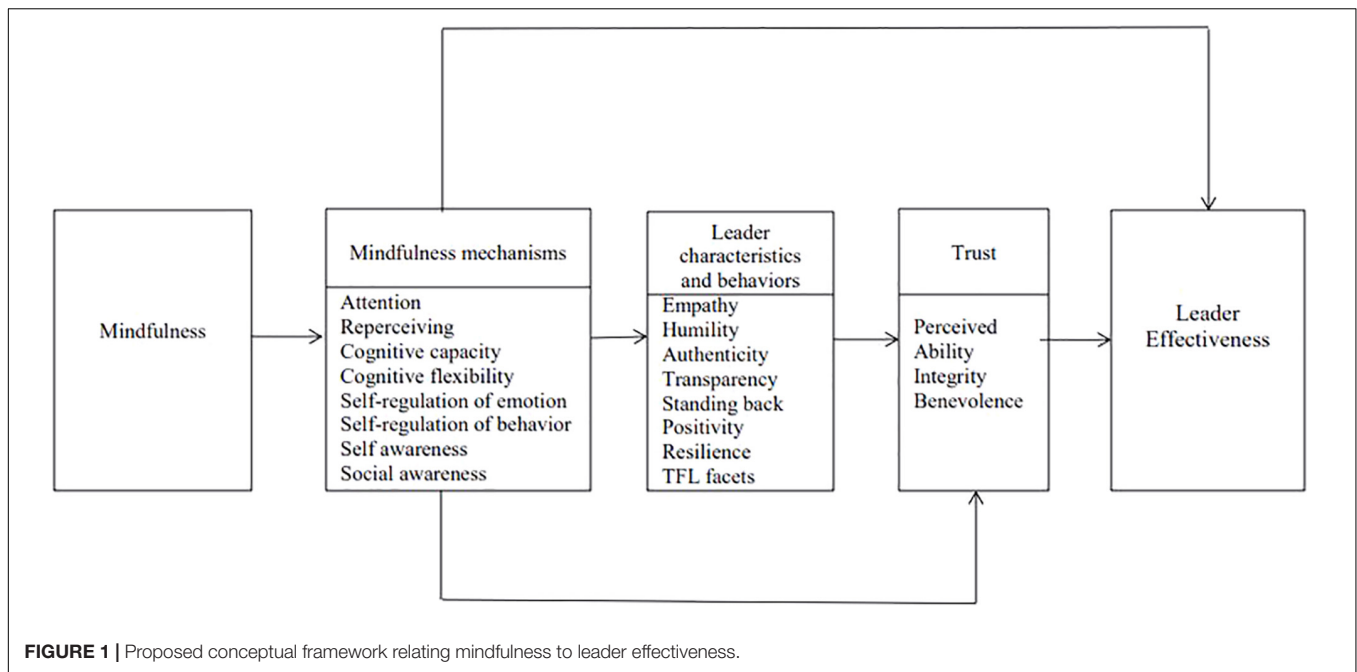 Mindfulness
Mindfulness mechanisms
Attention
Reperceiving
Cognitive capacity
Cognitive flexibility
Self-regulation of emotion
Self-regulation of behavior
Self awareness
Social awareness
Leader
characteristics
and behaviors
Empathy
Humility
Authenticity
Transparency
Standing back
Positivity
Resilience
TFL facets
Trust
Perceived
Ability
Integrity
Benevolence
Leader
Effectiveness
FIGURE 1 | Proposed conceptual framework relating mindfulness to leader effectiveness.